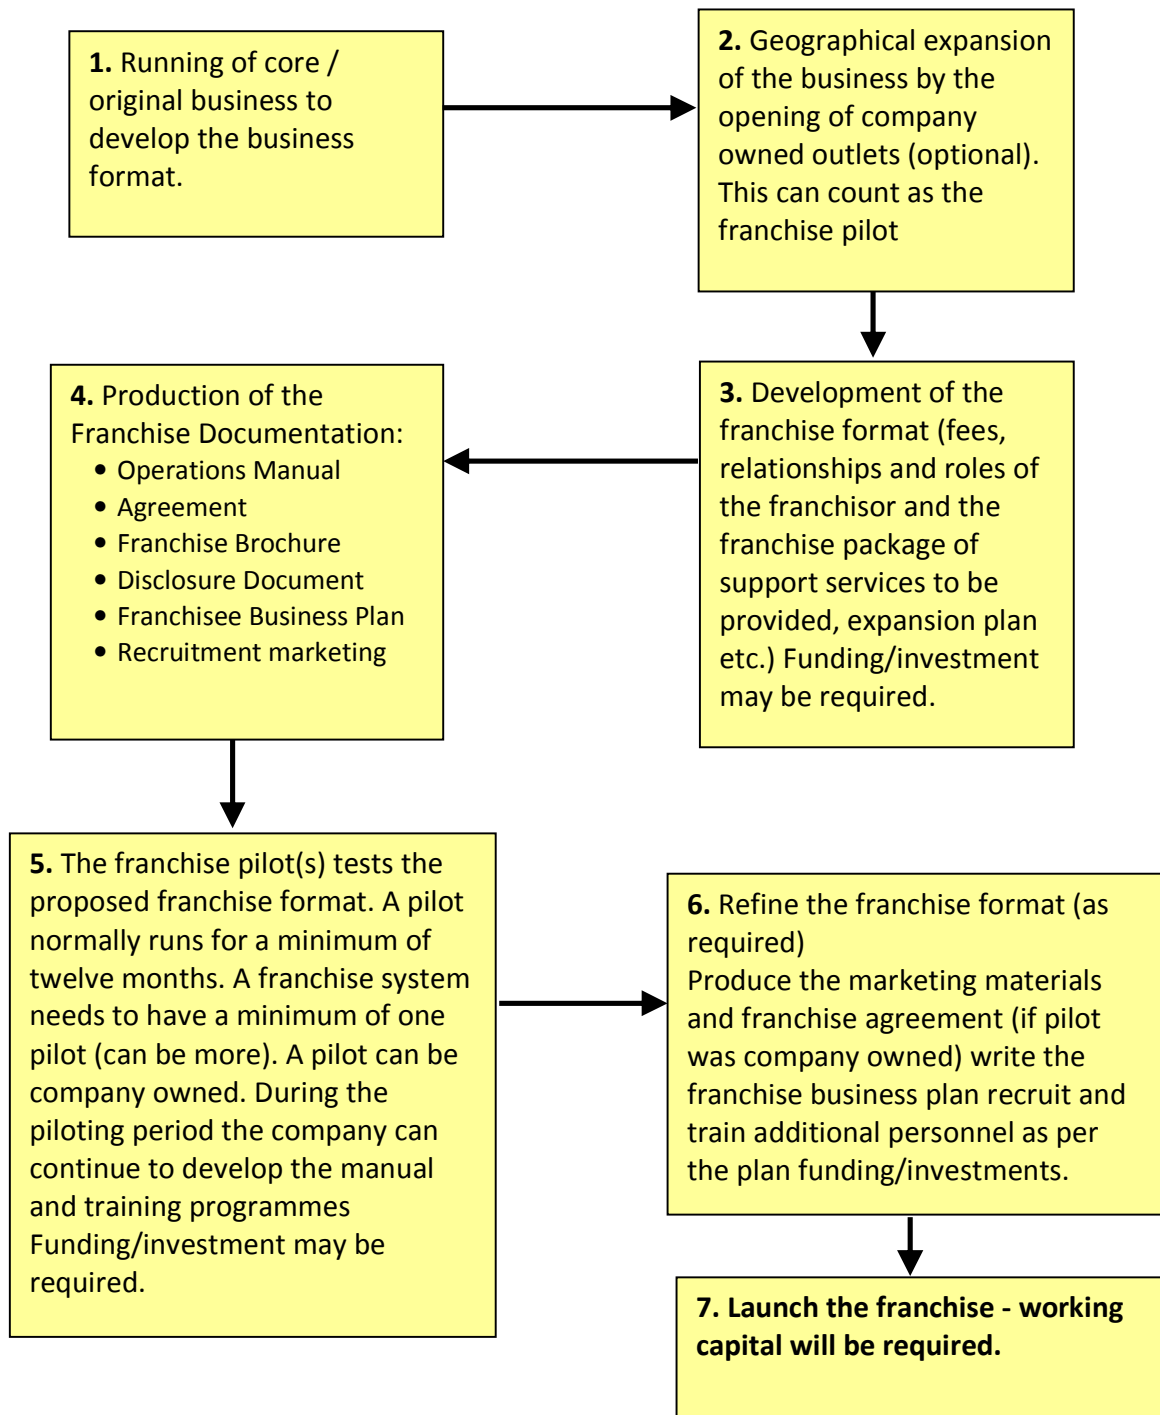 1. Running of core /
original business to
develop the business
format.
2. Geographical expansion
of the business by the
opening of company
owned outlets (optional).
This can count as the
franchise pilot
3. Development of the
franchise format (fees,
relationships and roles of
the franchisor and the
franchise package of
support services to be
provided, expansion plan
etc.) Funding/investment
may be required.
4. Production of the
Franchise Documentation:
• Operations Manual
• Agreement
• Franchise Brochure
• Disclosure Document
• Franchisee Business Plan
• Recruitment marketing
5. The franchise pilot(s) tests the
proposed franchise format. A pilot
normally runs for a minimum of
twelve months. A franchise system
needs to have a minimum of one
pilot (can be more). A pilot can be
company owned. During the
piloting period the company can
continue to develop the manual
and training programmes
Funding/investment may be
required.
6. Refine the franchise format (as
required)
Produce the marketing materials
and franchise agreement (if pilot
was company owned) write the
franchise business plan recruit and
train additional personnel as per
the plan funding/investments.
7. Launch the franchise - working
capital will be required.